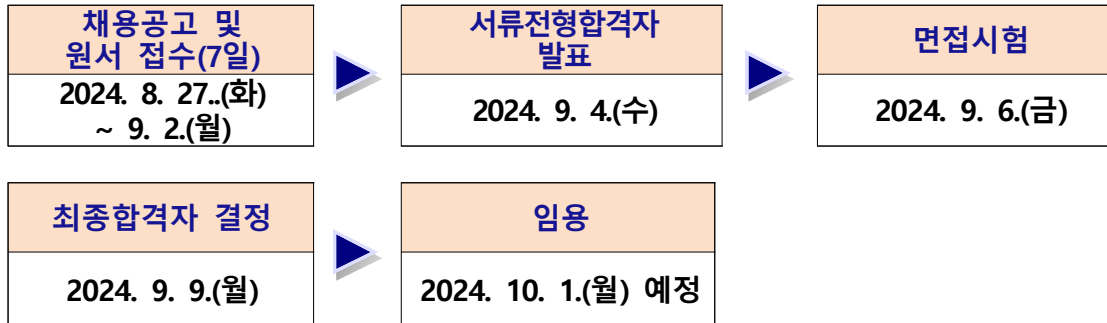 채용공고 및
원서 접수(7일)
2024. 8. 27..(화)
~ 9. 2.(월)
서류전형합격자
발표
2024. 9. 4.(수)
면접시험
2024. 9. 6.(금)
최종합격자 결정
2024. 9. 9.(월)
임용
2024. 10. 1.(월) 예정